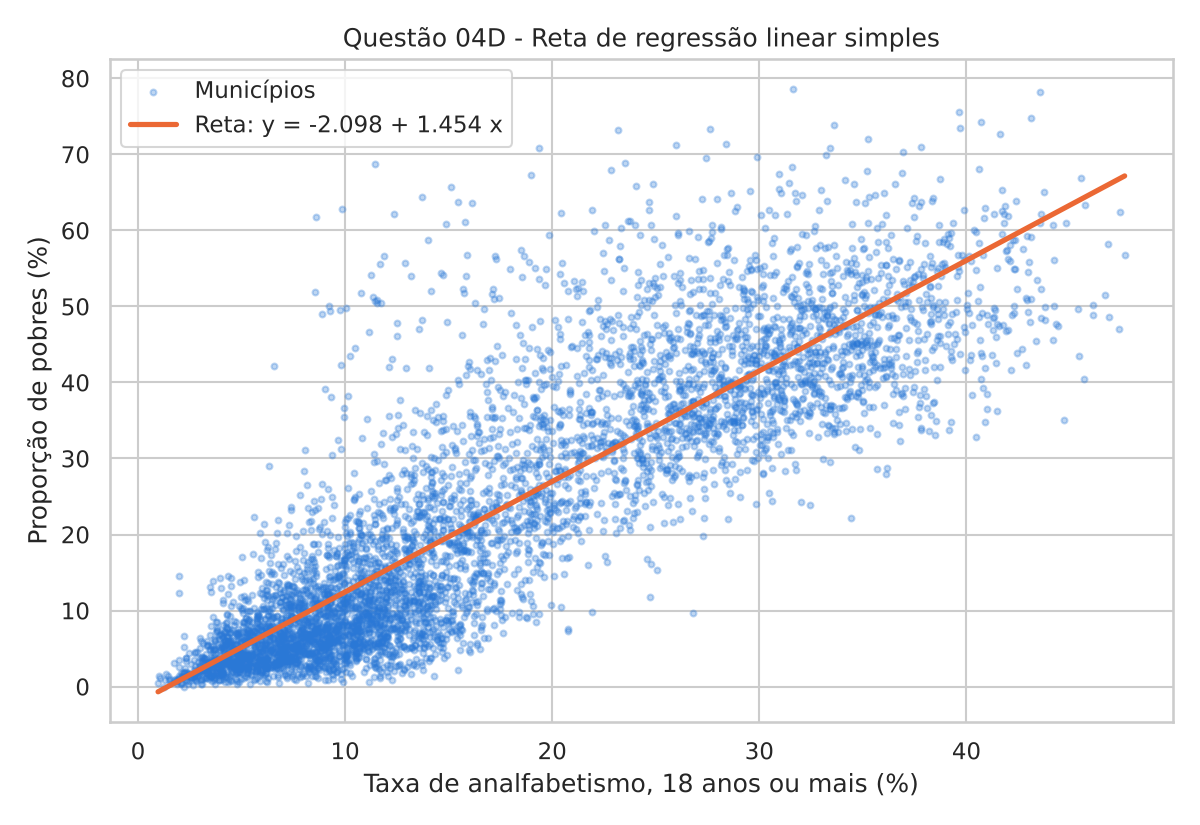 Questão 04D - Reta de regressão linear simples
Municípios
Reta: y = -2.098 + 1.454 x
Proporção de pobres (%)
80
70
60
50
40
30
20
10
0
0 10 20 30 40
Taxa de analfabetismo, 18 anos ou mais (%)